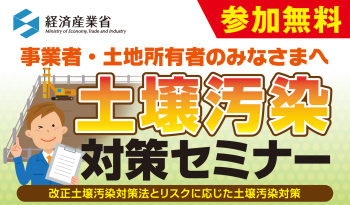 経済産業省
Ministry of Economy, Trade and Industry
参加無料
事業者・土地所有者のみなさまへ
土壌汚染
対策セミナー
改正土壌汚染対策法とリスクに応じた土壌汚染対策